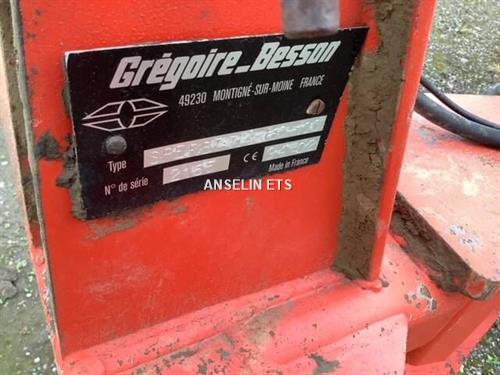 Grégoire_Besson
49230 MONTIGNÉ-SUR-MOINE FRANCE
Type
N° de série
CE
Made in France
ANSELIN ETS